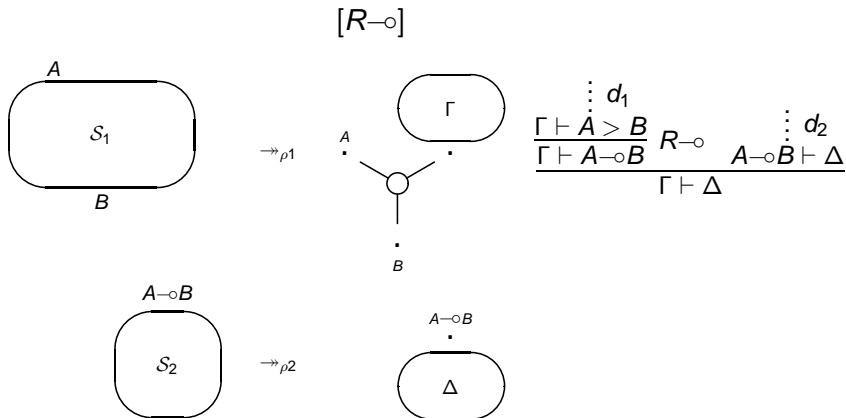 [R⊸]
A
S₁
B
↠ρ1
A
Γ
B
d₁
Γ ⊢ A > B
R⊸
Γ ⊢ A⊸B
d₂
A⊸B ⊢ Δ
Γ ⊢ Δ
A⊸B
S₂
↠ρ2
A⊸B
Δ